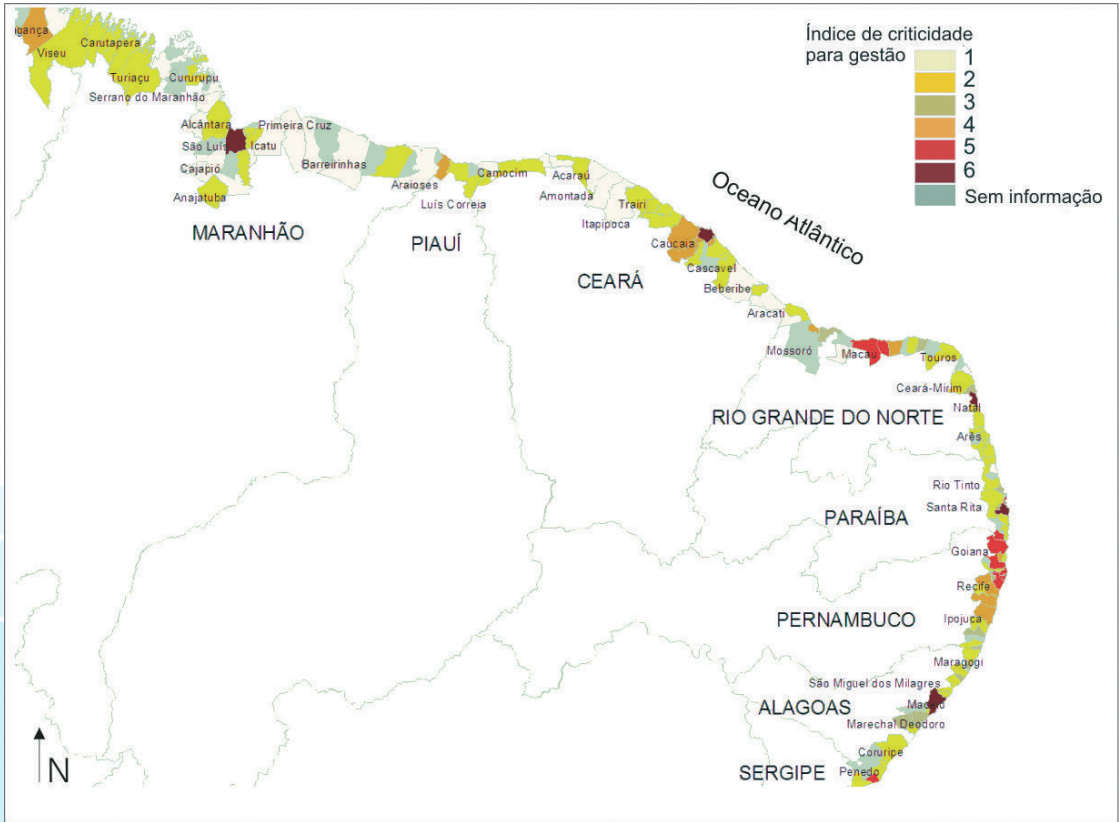 Índice de criticidade
para gestão
1
2
3
4
5
6
Sem informação
Oceano Atlântico
Viseu
Carutapera
Turiaçu
Cururupu
Serrano do Maranhão
Alcântara
Primeira Cruz
São Luís
Icatu
Cajapió
Barreirinhas
Anajatuba
Araioses
Camocim
Luís Correia
Acaraú
Amontada
Itapipoca
Trairi
MARANHÃO
PIAUÍ
CEARÁ
Caucaia
Cascavel
Beberibe
Aracati
Mossoró
Macau
Touros
Ceará-Mirim
Natal
RIO GRANDE DO NORTE
Arês
Rio Tinto
Santa Rita
PARAÍBA
Goiana
Recife
PERNAMBUCO
Ipojuca
Maragogi
São Miguel dos Milagres
ALAGOAS
Marechal Deodoro
Coruripe
SERGIPE
Penedo
N